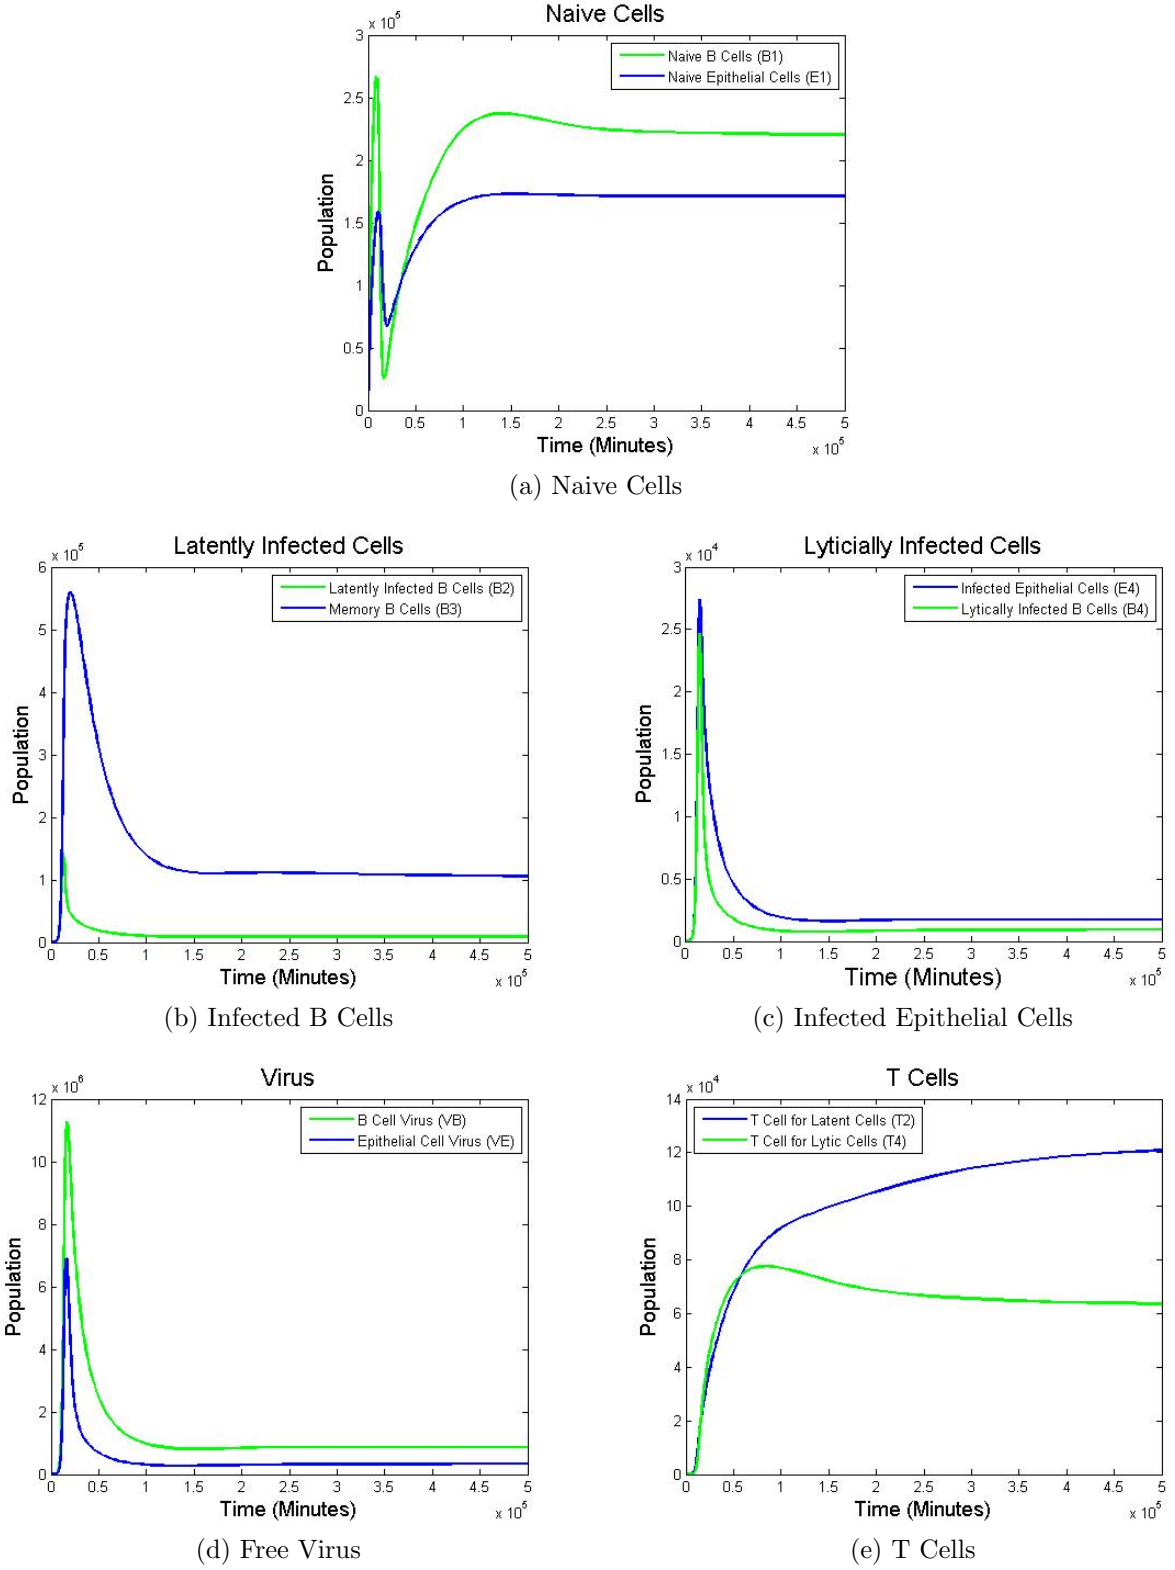 Naive Cells
x 10^5
3
2.5
2
1.5
1
0.5
0
Population
Naive B Cells (B1)
Naive Epithelial Cells (E1)
0 0.5 1 1.5 2 2.5 3 3.5 4 4.5 5
Time (Minutes)
x 10^5
(a) Naive Cells
Latently Infected Cells
x 10^5
6
5
4
3
2
1
0
Population
Latently Infected B Cells (B2)
Memory B Cells (B3)
0 0.5 1 1.5 2 2.5 3 3.5 4 4.5 5
Time (Minutes)
x 10^5
(b) Infected B Cells
Lyticially Infected Cells
x 10^4
3
2.5
2
1.5
1
0.5
0
Population
Infected Epithelial Cells (E4)
Lytically Infected B Cells (B4)
0 0.5 1 1.5 2 2.5 3 3.5 4 4.5 5
Time (Minutes)
x 10^5
(c) Infected Epithelial Cells
Virus
x 10^6
12
10
8
6
4
2
0
Population
B Cell Virus (VB)
Epithelial Cell Virus (VE)
0 0.5 1 1.5 2 2.5 3 3.5 4 4.5 5
Time (Minutes)
x 10^5
(d) Free Virus
T Cells
x 10^4
14
12
10
8
6
4
2
0
Population
T Cell for Latent Cells (T2)
T Cell for Lytic Cells (T4)
0 0.5 1 1.5 2 2.5 3 3.5 4 4.5 5
Time (Minutes)
x 10^5
(e) T Cells